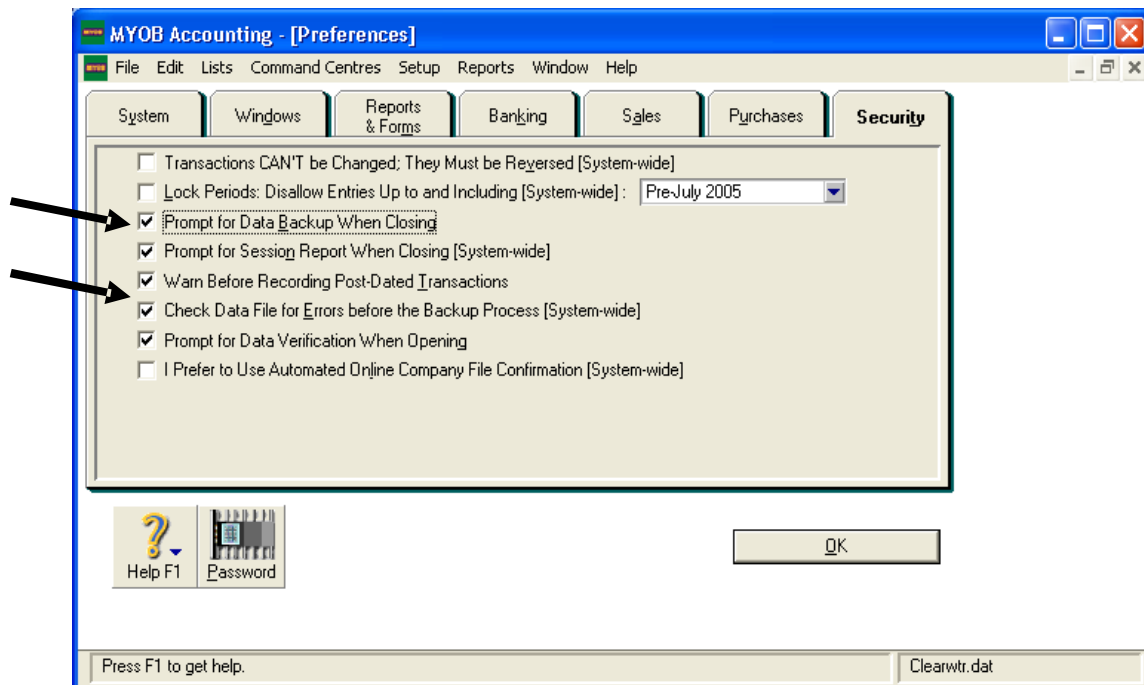 MYOB Accounting - [Preferences]
File Edit Lists Command Centres Setup Reports Window Help
System Windows Reports & Forms Banking Sales Purchases Security
Transactions CAN'T be Changed; They Must be Reversed [System-wide]
Lock Periods: Disallow Entries Up to and Including [System-wide] : Pre-July 2005
Prompt for Data Backup When Closing
Prompt for Session Report When Closing [System-wide]
Warn Before Recording Post-Dated Transactions
Check Data File for Errors before the Backup Process [System-wide]
Prompt for Data Verification When Opening
I Prefer to Use Automated Online Company File Confirmation [System-wide]
Help F1 Password
OK
Press F1 to get help. Clearwtr.dat